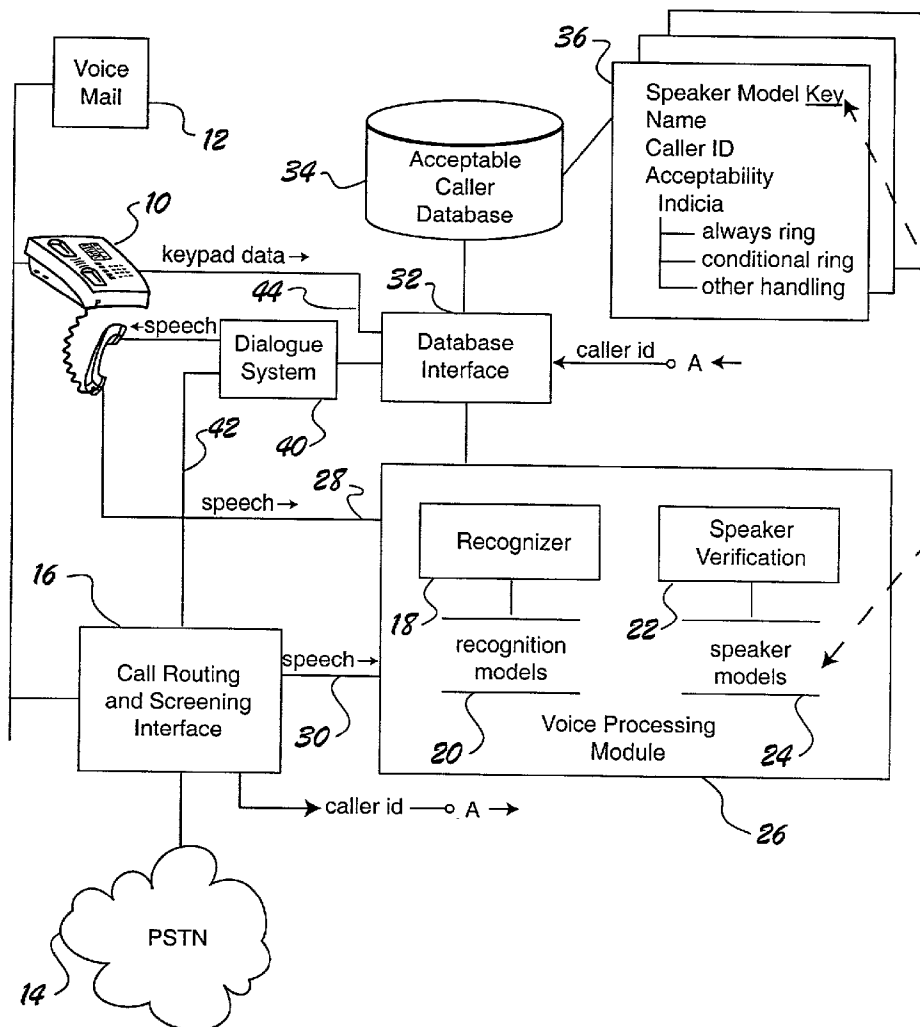 Voice
Mail
12
36
Speaker Model Key
Name
Caller ID
Acceptability
Indicia
always ring
conditional ring
other handling
34
Acceptable
Caller
Database
10
keypad data→
44
32
←speech
Dialogue
System
40
Database
Interface
caller id
A ←
42
speech→
28
Recognizer
18
Speaker
Verification
22
16
Call Routing
and Screening
Interface
speech→
30
recognition
models
20
speaker
models
24
Voice Processing
Module
26
caller id
A →
PSTN
14